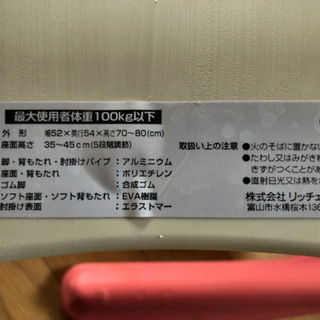 最大使用者体重100kg以下
外形 幅52×奥行54×高さ70~80(cm)
座面高さ 35~45cm(5段階調節)
脚・背もたれ・肘掛けパイプ：アルミニウム
座面・背もたれ：ポリエチレン
ゴム脚：合成ゴム
ソフト座面・ソフト背もたれ：EVA樹脂
肘掛け表面：エラストマー
取扱い上の注意
●火のそばに置かない
●たわし又はみがき粉
きずがつくことがあ
●直射日光又は熱を
株式会社リッチェ
富山市水橋桜木136